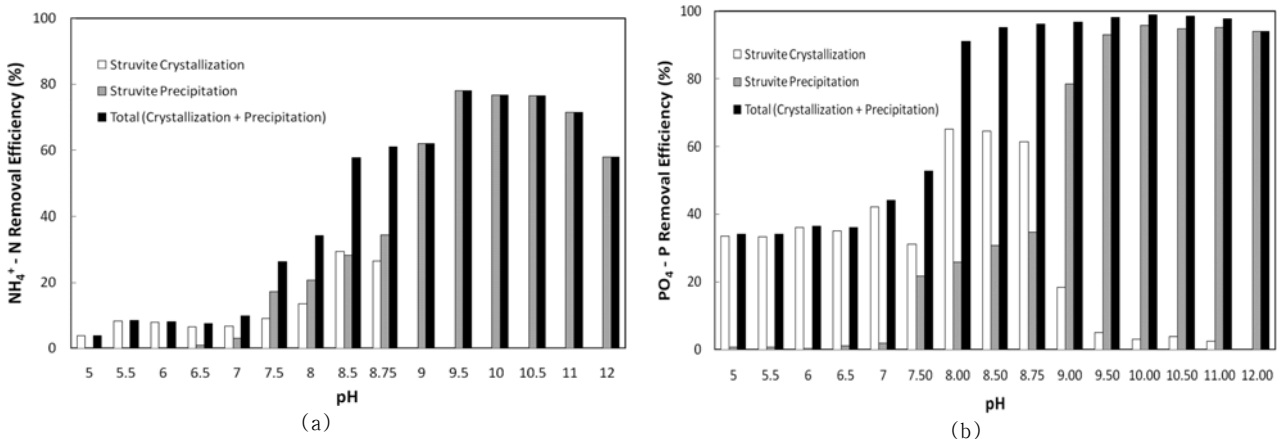 100
80
60
40
20
0
NH₄⁺ - N Removal Efficiency (%)
Struvite Crystallization
Struvite Precipitation
Total (Crystallization + Precipitation)
5 5.5 6 6.5 7 7.5 8 8.5 8.75 9 9.5 10 10.5 11 12
pH
(a)
100
80
60
40
20
0
PO₄ - P Removal Efficiency (%)
Struvite Crystallization
Struvite Precipitation
Total (Crystallization + Precipitation)
5 5.5 6 6.5 7 7.50 8.00 8.50 8.75 9.00 9.50 10.00 10.50 11.00 12.00
pH
(b)